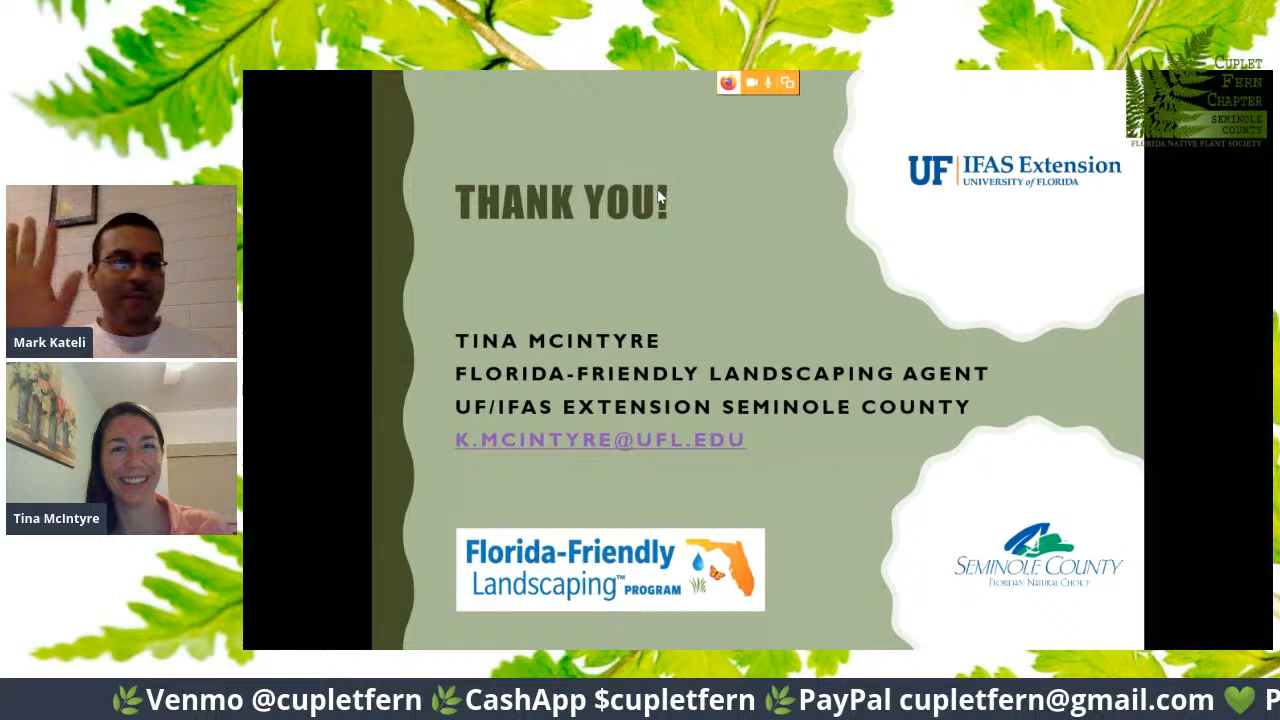 CUPLET
FERN
CHAPTER
SEMINOLE
COUNTY
FLORIDA NATIVE PLANT SOCIETY
UF IFAS Extension
UNIVERSITY of FLORIDA
THANK YOU!
Mark Kateli
TINA MCINTYRE
FLORIDA-FRIENDLY LANDSCAPING AGENT
UF/IFAS EXTENSION SEMINOLE COUNTY
K.MCINTYRE@UFL.EDU
Tina McIntyre
Florida-Friendly
Landscaping™ PROGRAM
SEMINOLE COUNTY
FLORIDA'S NATURAL CHOICE
🌿Venmo @cupletfern 🌿CashApp $cupletfern 🌿PayPal cupletfern@gmail.com 💚 P